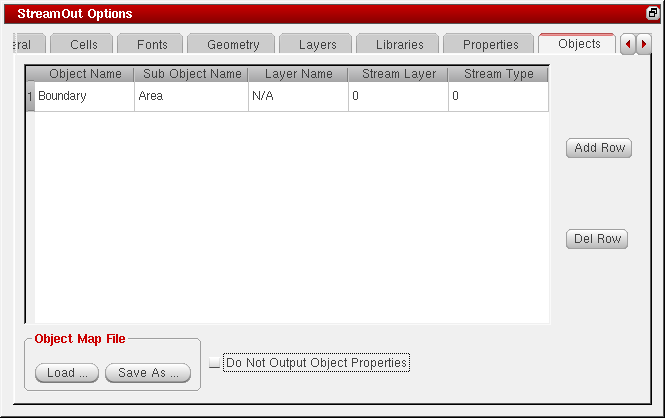 StreamOut Options
eral Cells Fonts Geometry Layers Libraries Properties Objects
Object Name Sub Object Name Layer Name Stream Layer Stream Type
1 Boundary Area N/A 0 0
Add Row
Del Row
Object Map File
Load ... Save As ...
Do Not Output Object Properties